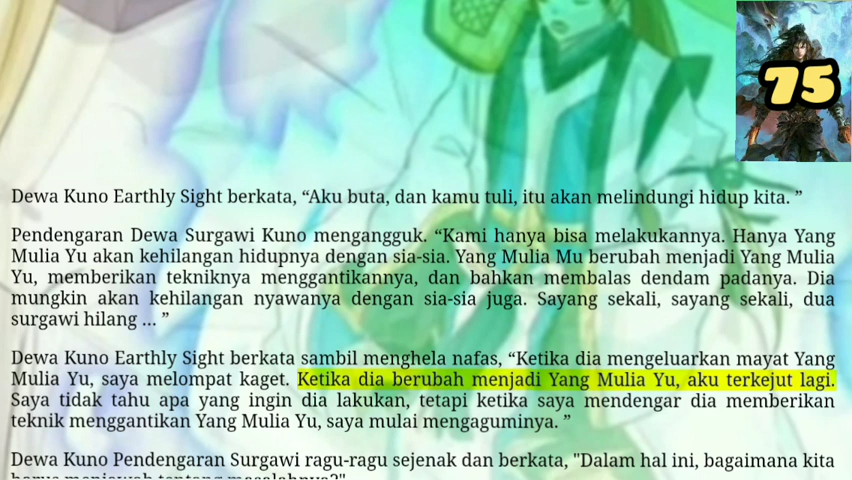 75
Dewa Kuno Earthly Sight berkata, “Aku buta, dan kamu tuli, itu akan melindungi hidup kita. ”
Pendengaran Dewa Surgawi Kuno mengangguk. “Kami hanya bisa melakukannya. Hanya Yang
Mulia Yu akan kehilangan hidupnya dengan sia-sia. Yang Mulia Mu berubah menjadi Yang Mulia
Yu, memberikan tekniknya menggantikannya, dan bahkan membalas dendam padanya. Dia
mungkin akan kehilangan nyawanya dengan sia-sia juga. Sayang sekali, sayang sekali, dua
surgawi hilang ... ”
Dewa Kuno Earthly Sight berkata sambil menghela nafas, “Ketika dia mengeluarkan mayat Yang
Mulia Yu, saya melompat kaget. Ketika dia berubah menjadi Yang Mulia Yu, aku terkejut lagi.
Saya tidak tahu apa yang ingin dia lakukan, tetapi ketika saya mendengar dia memberikan
teknik menggantikan Yang Mulia Yu, saya mulai mengaguminya. ”
Dewa Kuno Pendengaran Surgawi ragu-ragu sejenak dan berkata, "Dalam hal ini, bagaimana kita